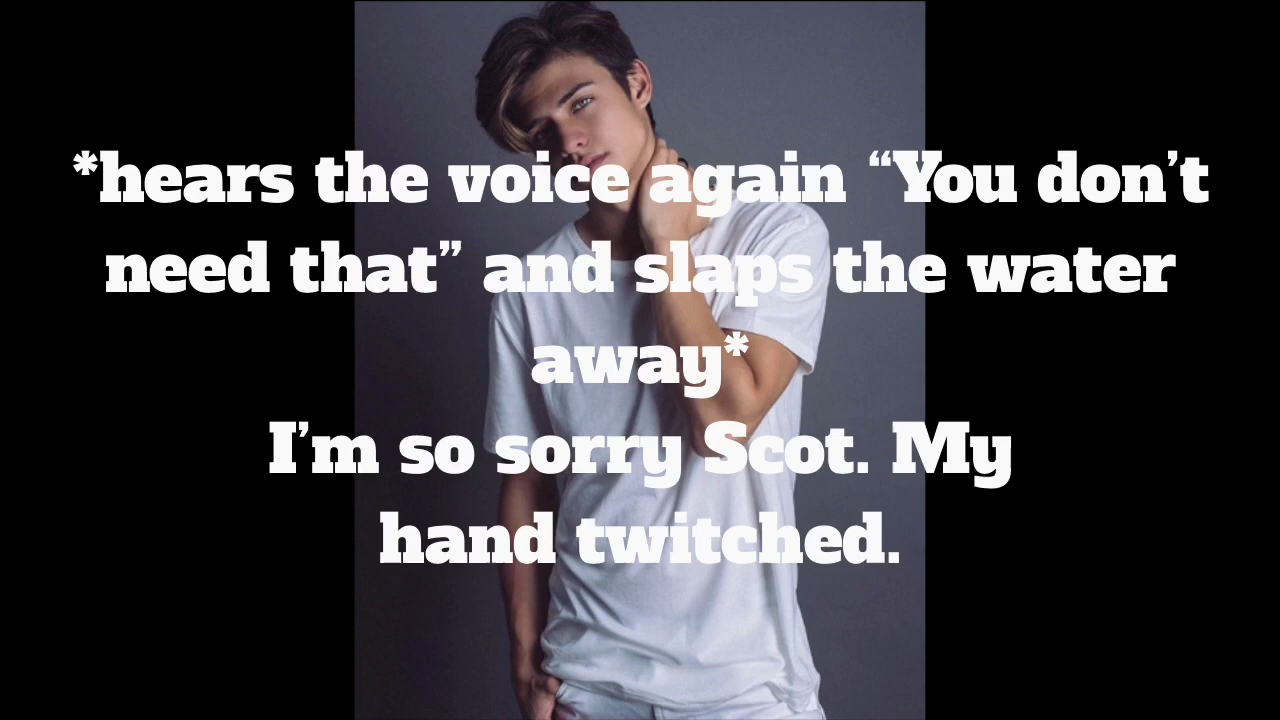 *hears the voice again “You don’t
need that” and slaps the water
away*
I’m so sorry Scot. My
hand twitched.